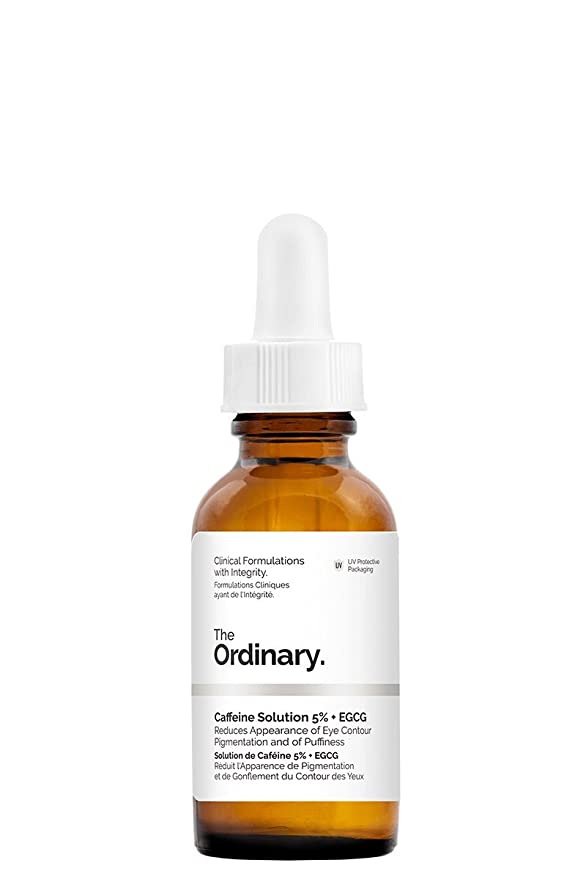 Clinical Formulations
with Integrity.
Formulations Cliniques
ayant de l'Intégrité.
UV
UV Protective
Packaging
The
Ordinary.
Caffeine Solution 5% + EGCG
Reduces Appearance of Eye Contour
Pigmentation and of Puffiness
Solution de Caféine 5% + EGCG
Réduit l'Apparence de Pigmentation
et de Gonflement du Contour des Yeux